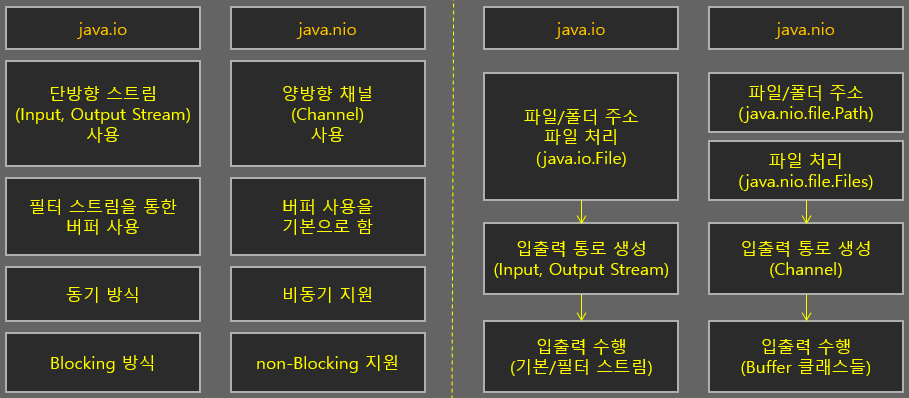 java.io
단방향 스트림
(Input, Output Stream)
사용
필터 스트림을 통한
버퍼 사용
동기 방식
Blocking 방식
java.nio
양방향 채널
(Channel)
사용
버퍼 사용을
기본으로 함
비동기 지원
non-Blocking 지원
java.io
파일/폴더 주소
파일 처리
(java.io.File)
입출력 통로 생성
(Input, Output Stream)
입출력 수행
(기본/필터 스트림)
java.nio
파일/폴더 주소
(java.nio.file.Path)
파일 처리
(java.nio.file.Files)
입출력 통로 생성
(Channel)
입출력 수행
(Buffer 클래스들)